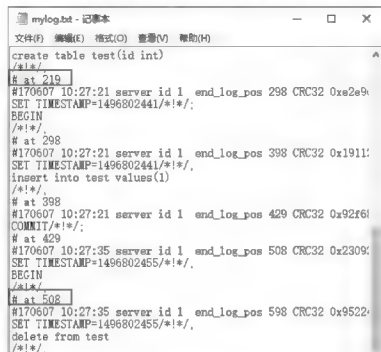 mylog.txt - 记事本
文件(F) 编辑(E) 格式(O) 查看(V) 帮助(H)
create table test(id int)
/*!*/,
# at 219
#170607 10:27:21 server id 1 end_log_pos 298 CRC32 0xe2e9
SET TIMESTAMP=1496802441/*!*/;
BEGIN
/*!*/,
# at 298
#170607 10:27:21 server id 1 end_log_pos 398 CRC32 0x1911
SET TIMESTAMP=1496802441/*!*/,
insert into test values(1)
/*!*/,
# at 398
#170607 10:27:21 server id 1 end_log_pos 429 CRC32 0x92f6
COMMIT/*!*/;
# at 429
#170607 10:27:35 server id 1 end_log_pos 508 CRC32 0x2309
SET TIMESTAMP=1496802455/*!*/,
BEGIN
/*!*/,
# at 508
#170607 10:27:35 server id 1 end_log_pos 598 CRC32 0x9522
SET TIMESTAMP=1496802455/*!*/,
delete from test
/*!*/,